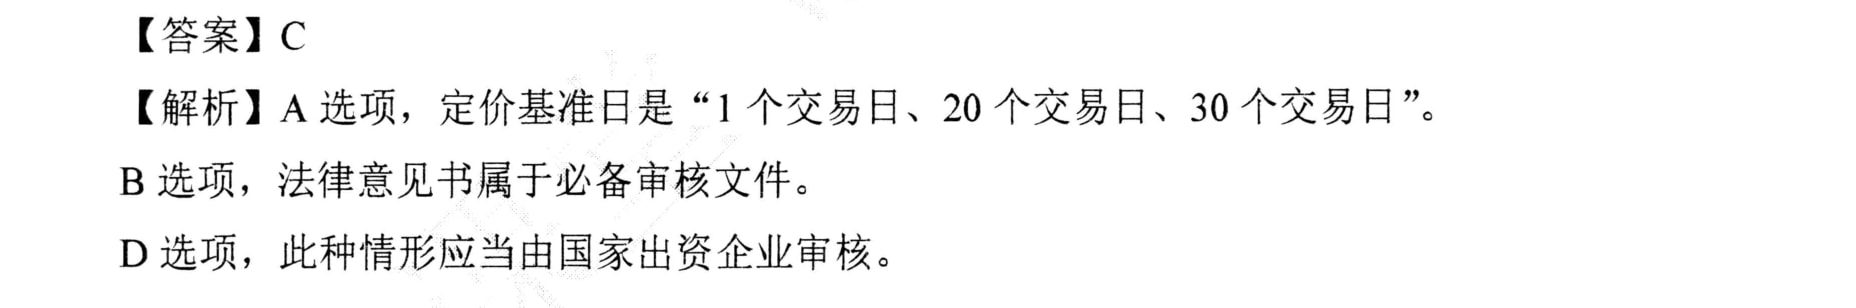 【答案】C
【解析】A 选项，定价基准日是“1 个交易日、20 个交易日、30 个交易日”。
B 选项，法律意见书属于必备审核文件。
D 选项，此种情形应当由国家出资企业审核。